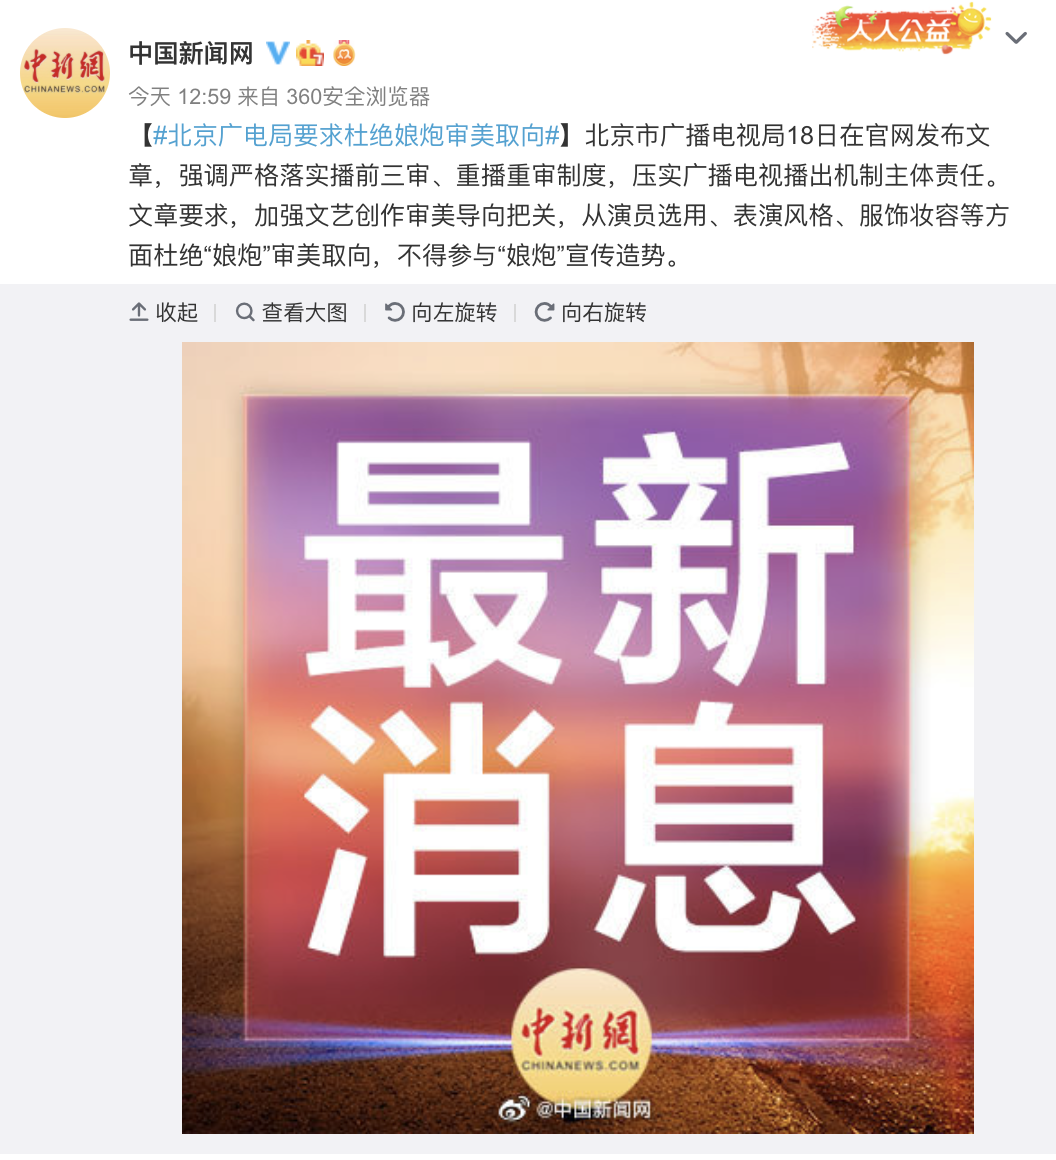 人人公益
中新網
CHINANEWS.COM
中国新闻网
今天 12:59 来自 360安全浏览器
【#北京广电局要求杜绝娘炮审美取向#】北京市广播电视局18日在官网发布文
章，强调严格落实播前三审、重播重审制度，压实广播电视播出机制主体责任。
文章要求，加强文艺创作审美导向把关，从演员选用、表演风格、服饰妆容等方
面杜绝“娘炮”审美取向，不得参与“娘炮”宣传造势。
收起 查看大图 向左旋转 向右旋转
最新
消息
中新網
CHINANEWS.COM
@中国新闻网